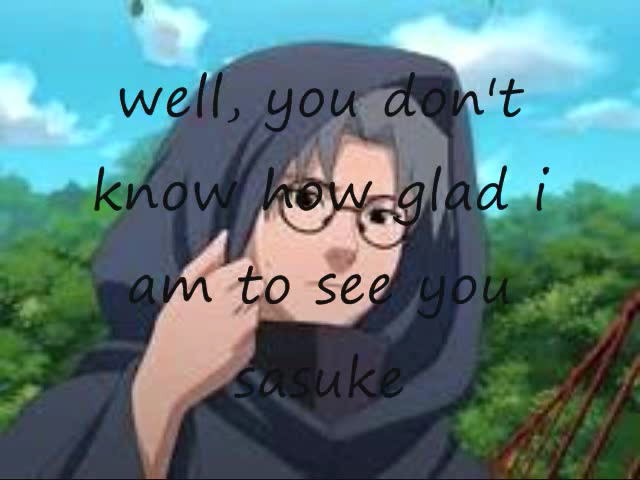 well, you don't
know how glad i
am to see you
sasuke